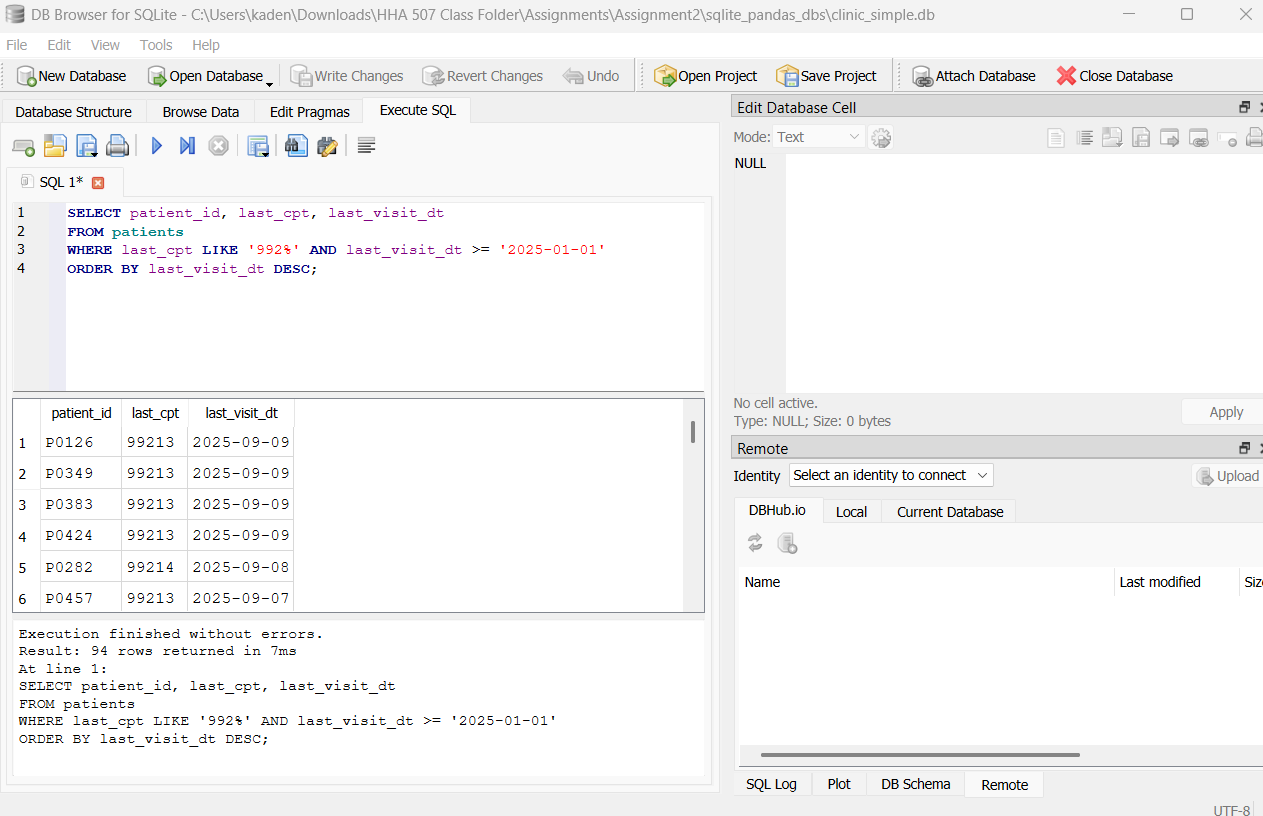 DB Browser for SQLite - C:\Users\kaden\Downloads\HHA 507 Class Folder\Assignments\Assignment2\sqlite_pandas_dbs\clinic_simple.db
File Edit View Tools Help
New Database Open Database Write Changes Revert Changes Undo Open Project Save Project Attach Database Close Database
Database Structure Browse Data Edit Pragmas Execute SQL
SQL 1*
1 SELECT patient_id, last_cpt, last_visit_dt
2 FROM patients
3 WHERE last_cpt LIKE '992%' AND last_visit_dt >= '2025-01-01'
4 ORDER BY last_visit_dt DESC;
patient_id last_cpt last_visit_dt
1 P0126 99213 2025-09-09
2 P0349 99213 2025-09-09
3 P0383 99213 2025-09-09
4 P0424 99213 2025-09-09
5 P0282 99214 2025-09-08
6 P0457 99213 2025-09-07
Execution finished without errors.
Result: 94 rows returned in 7ms
At line 1:
SELECT patient_id, last_cpt, last_visit_dt
FROM patients
WHERE last_cpt LIKE '992%' AND last_visit_dt >= '2025-01-01'
ORDER BY last_visit_dt DESC;
Edit Database Cell
Mode: Text
NULL
No cell active.
Type: NULL; Size: 0 bytes
Apply
Remote
Identity Select an identity to connect Upload
DBHub.io Local Current Database
Name Last modified Size
SQL Log Plot DB Schema Remote
UTF-8